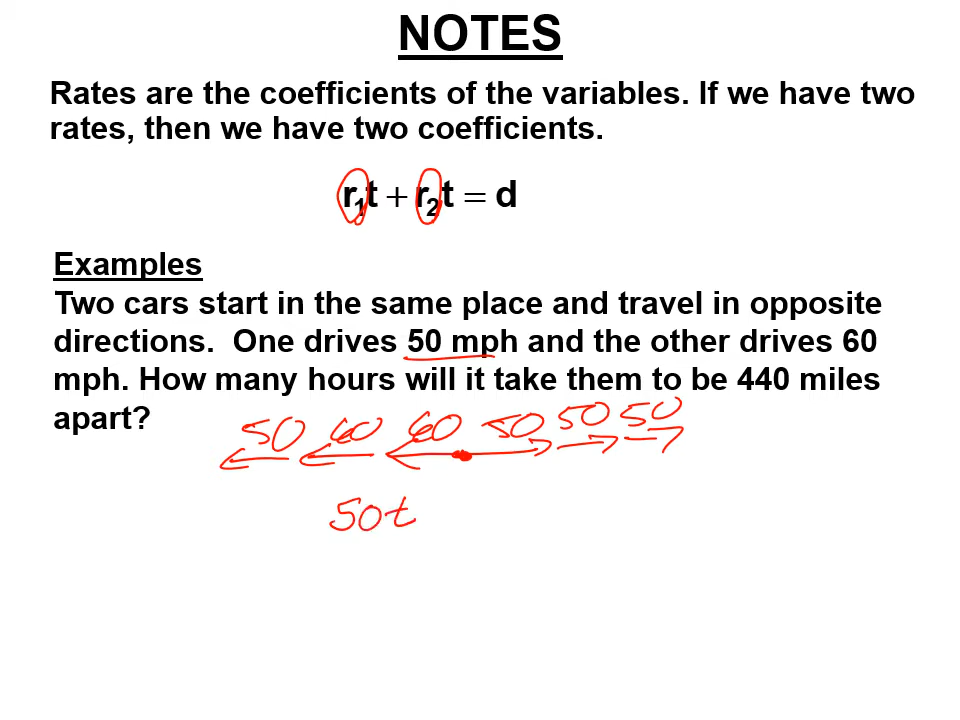 NOTES
Rates are the coefficients of the variables. If we have two
rates, then we have two coefficients.
r₁t + r₂t = d
Examples
Two cars start in the same place and travel in opposite
directions. One drives 50 mph and the other drives 60
mph. How many hours will it take them to be 440 miles
apart?
50 60 60 50 50 50
50t